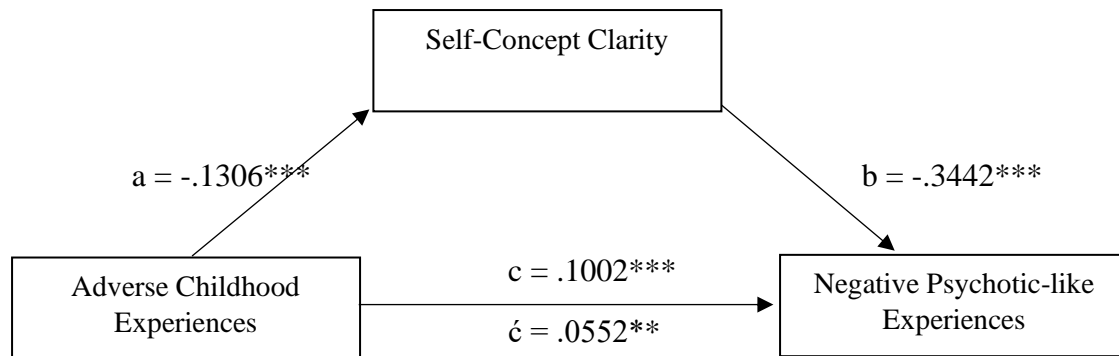 Self-Concept Clarity
a = -.1306***
b = -.3442***
Adverse Childhood
Experiences
c = .1002***
ć = .0552**
Negative Psychotic-like
Experiences